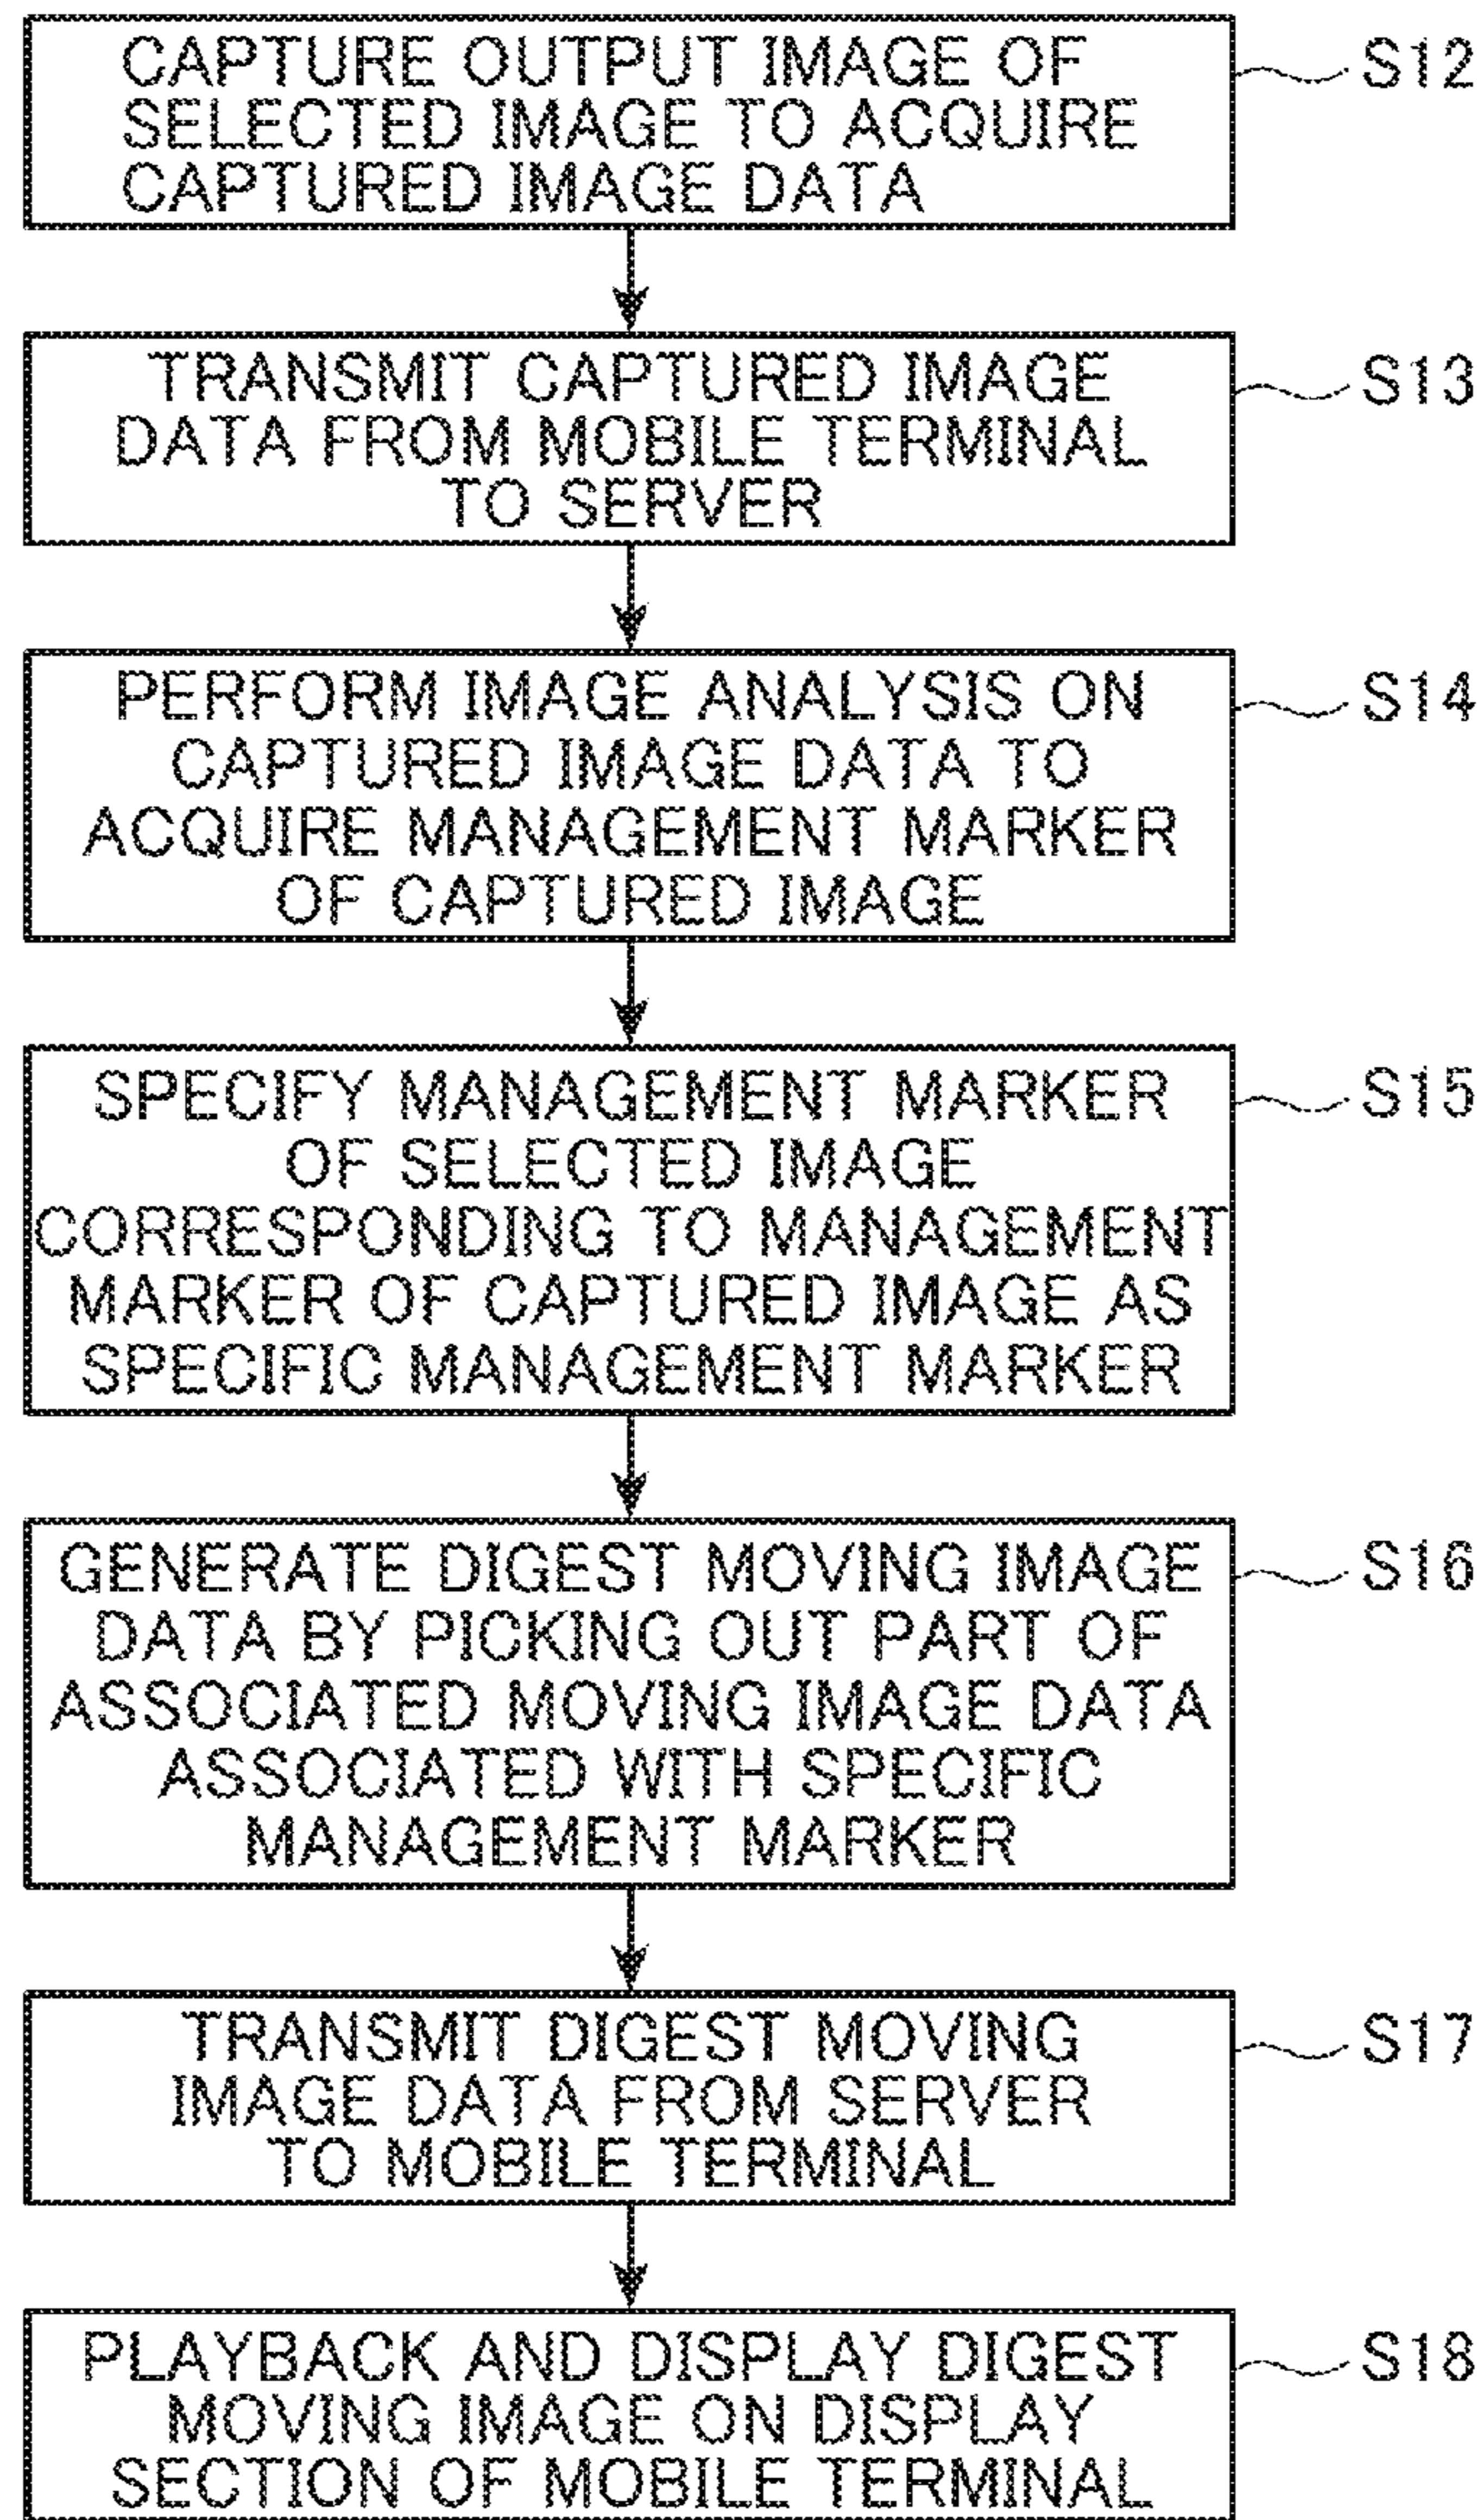 CAPTURE OUTPUT IMAGE OF
SELECTED IMAGE TO ACQUIRE
CAPTURED IMAGE DATA
S12
TRANSMIT CAPTURED IMAGE
DATA FROM MOBILE TERMINAL
TO SERVER
S13
PERFORM IMAGE ANALYSIS ON
CAPTURED IMAGE DATA TO
ACQUIRE MANAGEMENT MARKER
OF CAPTURED IMAGE
S14
SPECIFY MANAGEMENT MARKER
OF SELECTED IMAGE
CORRESPONDING TO MANAGEMENT
MARKER OF CAPTURED IMAGE AS
SPECIFIC MANAGEMENT MARKER
S15
GENERATE DIGEST MOVING IMAGE
DATA BY PICKING OUT PART OF
ASSOCIATED MOVING IMAGE DATA
ASSOCIATED WITH SPECIFIC
MANAGEMENT MARKER
S16
TRANSMIT DIGEST MOVING
IMAGE DATA FROM SERVER
TO MOBILE TERMINAL
S17
PLAYBACK AND DISPLAY DIGEST
MOVING IMAGE ON DISPLAY
SECTION OF MOBILE TERMINAL
S18